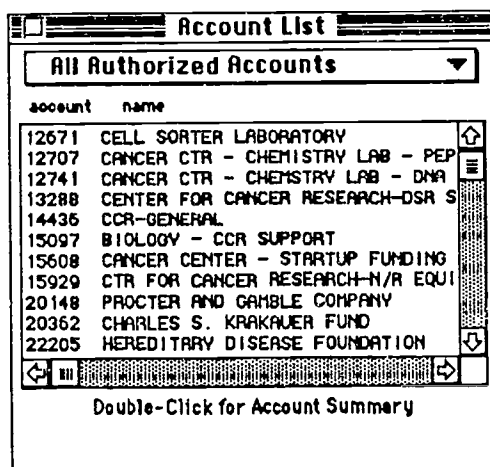 Account List
All Authorized Accounts
account name
12671 CELL SORTER LABORATORY
12707 CANCER CTR - CHEMISTRY LAB - PEP
12741 CANCER CTR - CHEMSTRY LAB - DNA
13288 CENTER FOR CANCER RESEARCH-DSR S
14436 CCR-GENERAL
15097 BIOLOGY - CCR SUPPORT
15608 CANCER CENTER - STARTUP FUNDING
15929 CTR FOR CANCER RESEARCH-N/R EQUI
20148 PROCTER AND GAMBLE COMPANY
20362 CHARLES S. KRAKAUER FUND
22205 HEREDITARY DISEASE FOUNDATION
Double-Click for Account Summary